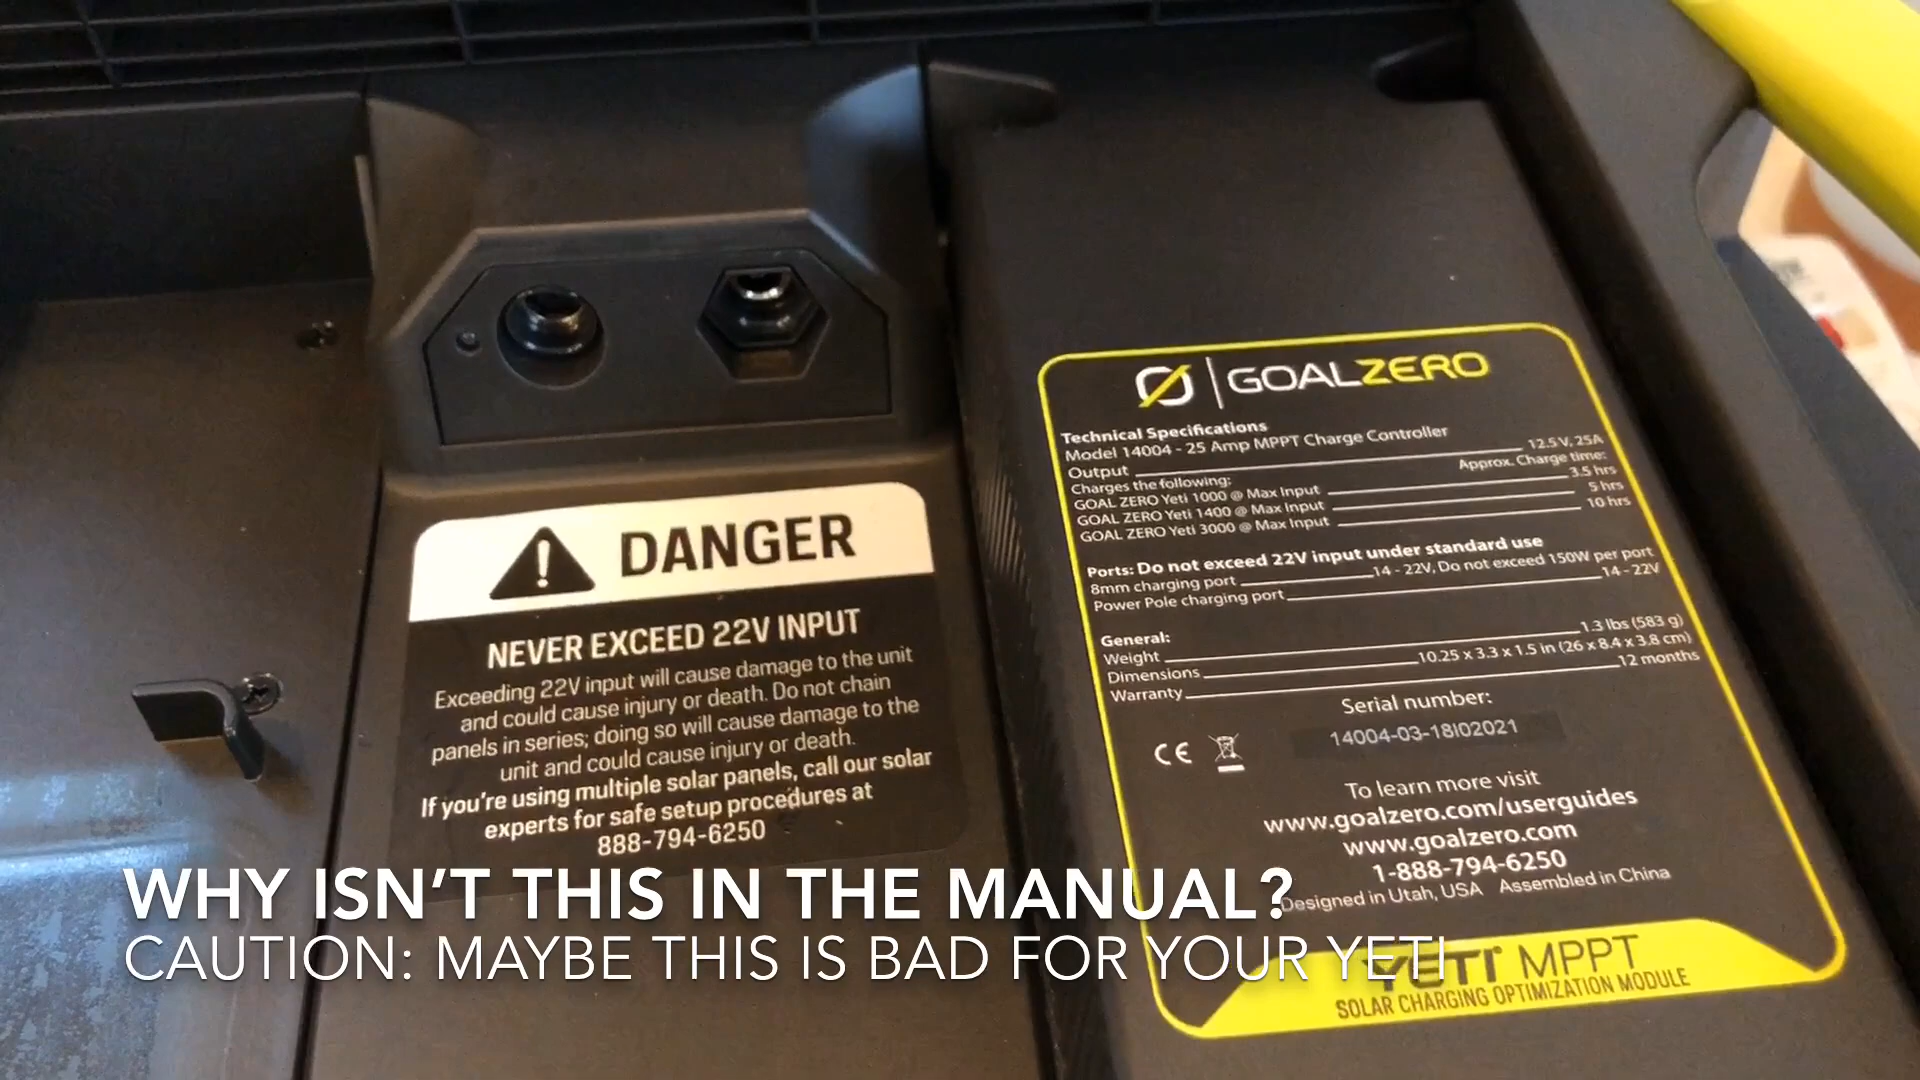 DANGER
NEVER EXCEED 22V INPUT
Exceeding 22V input will cause damage to the unit
and could cause injury or death. Do not chain
panels in series; doing so will cause damage to the
unit and could cause injury or death.
If you're using multiple solar panels, call our solar
experts for safe setup procedures at
888-794-6250
GOALZERO
Technical Specifications
Model 14004 - 25 Amp MPPT Charge Controller
Output 12.5 V, 25A
Charges the following: Approx. Charge time:
GOAL ZERO Yeti 1000 @ Max Input 3.5 hrs
GOAL ZERO Yeti 1400 @ Max Input 5 hrs
GOAL ZERO Yeti 3000 @ Max Input 10 hrs
Ports: Do not exceed 22V input under standard use
8mm charging port 14 - 22V, Do not exceed 150W per port
Power Pole charging port 14 - 22V
General:
Weight 1.3 lbs (583 g)
Dimensions 10.25 x 3.3 x 1.5 in (26 x 8.4 x 3.8 cm)
Warranty 12 months
Serial number:
14004-03-18I02021
CE
To learn more visit
www.goalzero.com/userguides
www.goalzero.com
1-888-794-6250
Designed in Utah, USA Assembled in China
YETI MPPT
SOLAR CHARGING OPTIMIZATION MODULE
WHY ISN'T THIS IN THE MANUAL?
CAUTION: MAYBE THIS IS BAD FOR YOUR YETI